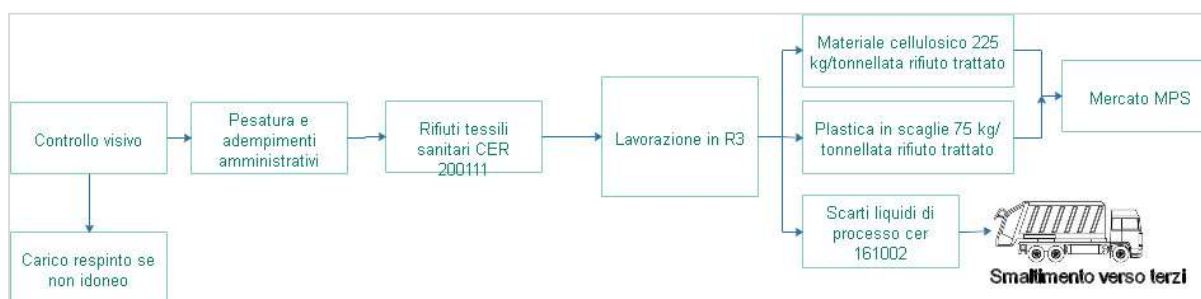 Controllo visivo
Carico respinto se
non idoneo
Pesatura e
adempimenti
amministrativi
Rifiuti tessili
sanitari CER
200111
Lavorazione in R3
Materiale cellulosico 225
kg/tonnellata rifiuto trattato
Plastica in scaglie 75 kg/
tonnellata rifiuto trattato
Scarti liquidi di
processo cer
161002
Mercato MPS
Smaltimento verso terzi